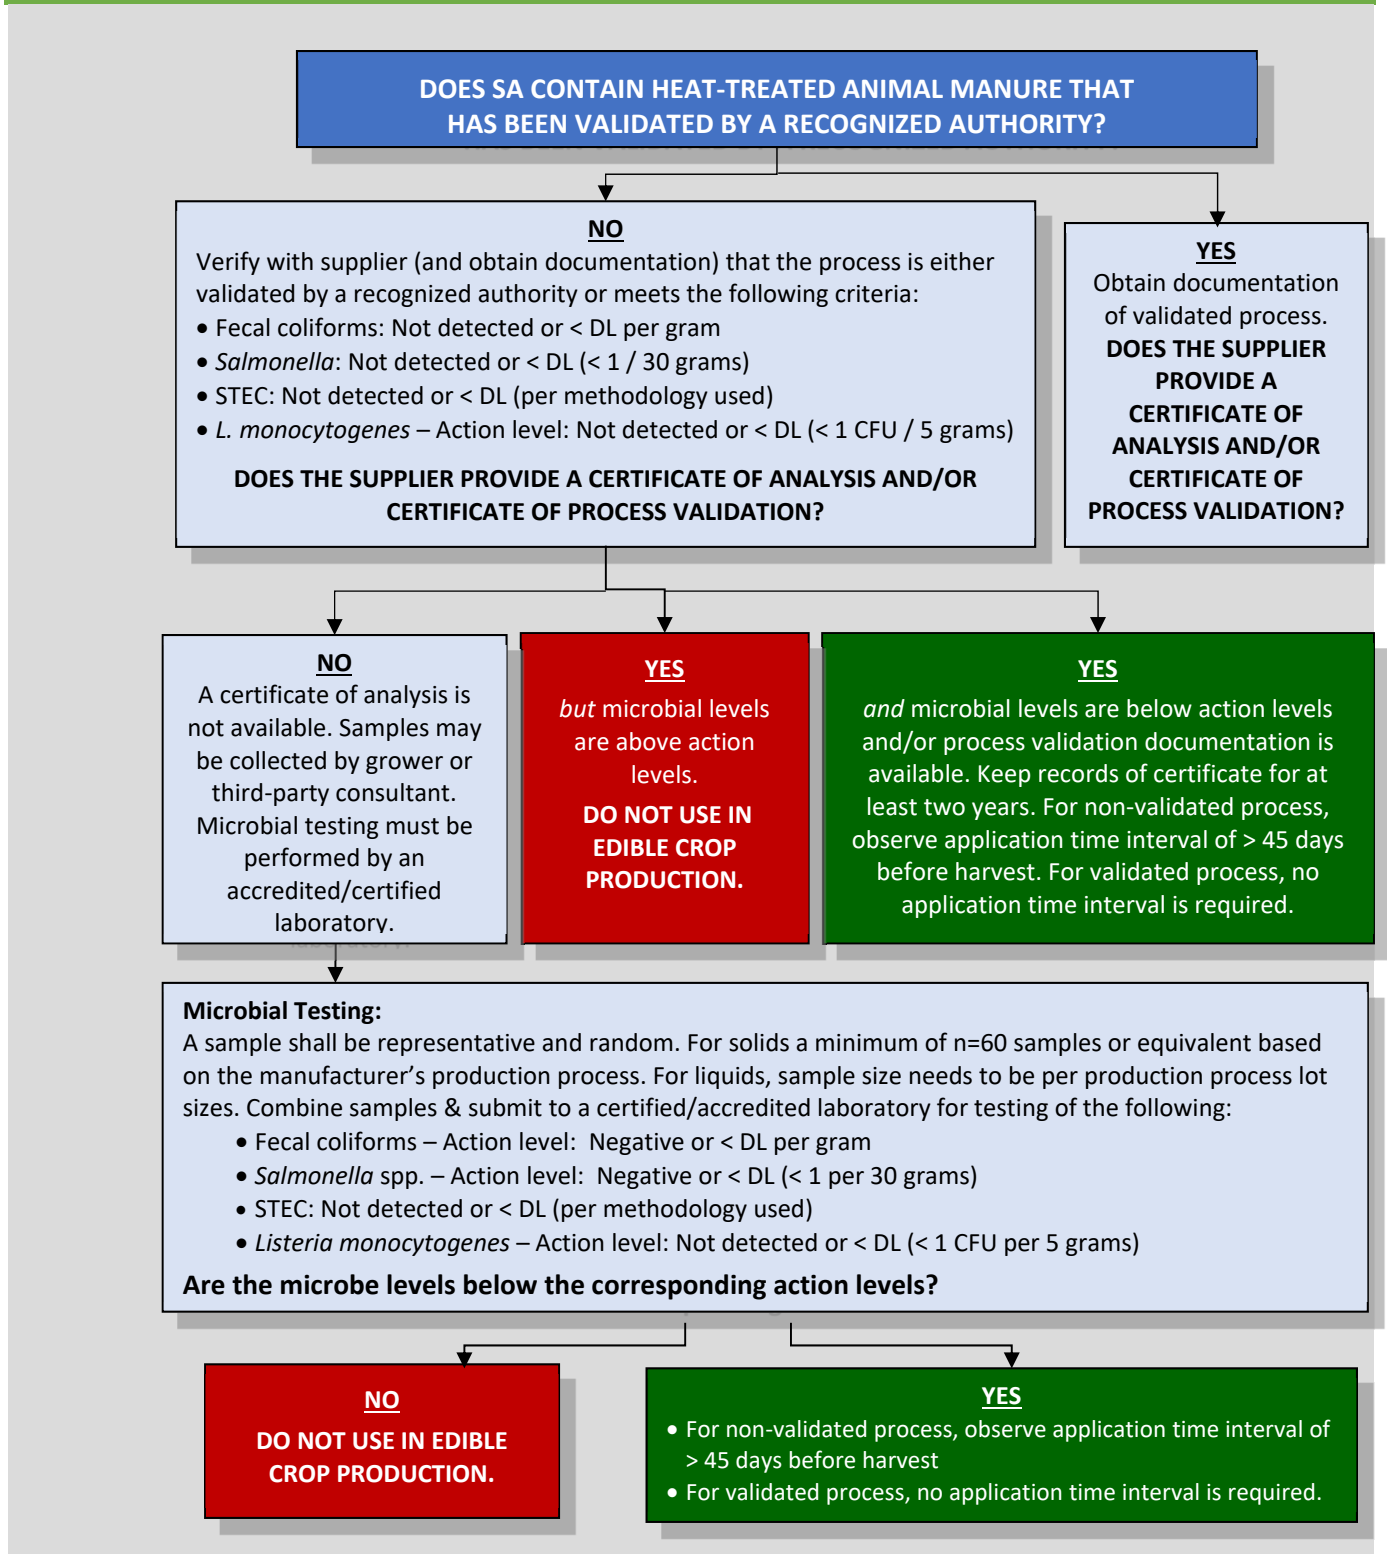 DOES SA CONTAIN HEAT-TREATED ANIMAL MANURE THAT
HAS BEEN VALIDATED BY A RECOGNIZED AUTHORITY?
NO
Verify with supplier (and obtain documentation) that the process is either
validated by a recognized authority or meets the following criteria:
• Fecal coliforms: Not detected or < DL per gram
• Salmonella: Not detected or < DL (< 1 / 30 grams)
• STEC: Not detected or < DL (per methodology used)
• L. monocytogenes – Action level: Not detected or < DL (< 1 CFU / 5 grams)
DOES THE SUPPLIER PROVIDE A CERTIFICATE OF ANALYSIS AND/OR
CERTIFICATE OF PROCESS VALIDATION?
YES
Obtain documentation
of validated process.
DOES THE SUPPLIER
PROVIDE A
CERTIFICATE OF
ANALYSIS AND/OR
CERTIFICATE OF
PROCESS VALIDATION?
NO
A certificate of analysis is
not available. Samples may
be collected by grower or
third-party consultant.
Microbial testing must be
performed by an
accredited/certified
laboratory.
YES
but microbial levels
are above action
levels.
DO NOT USE IN
EDIBLE CROP
PRODUCTION.
YES
and microbial levels are below action levels
and/or process validation documentation is
available. Keep records of certificate for at
least two years. For non-validated process,
observe application time interval of > 45 days
before harvest. For validated process, no
application time interval is required.
Microbial Testing:
A sample shall be representative and random. For solids a minimum of n=60 samples or equivalent based
on the manufacturer’s production process. For liquids, sample size needs to be per production process lot
sizes. Combine samples & submit to a certified/accredited laboratory for testing of the following:
• Fecal coliforms – Action level:  Negative or < DL per gram
• Salmonella spp. – Action level:  Negative or < DL (< 1 per 30 grams)
• STEC: Not detected or < DL (per methodology used)
• Listeria monocytogenes – Action level: Not detected or < DL (< 1 CFU per 5 grams)
Are the microbe levels below the corresponding action levels?
NO
DO NOT USE IN EDIBLE
CROP PRODUCTION.
YES
• For non-validated process, observe application time interval of
> 45 days before harvest
• For validated process, no application time interval is required.